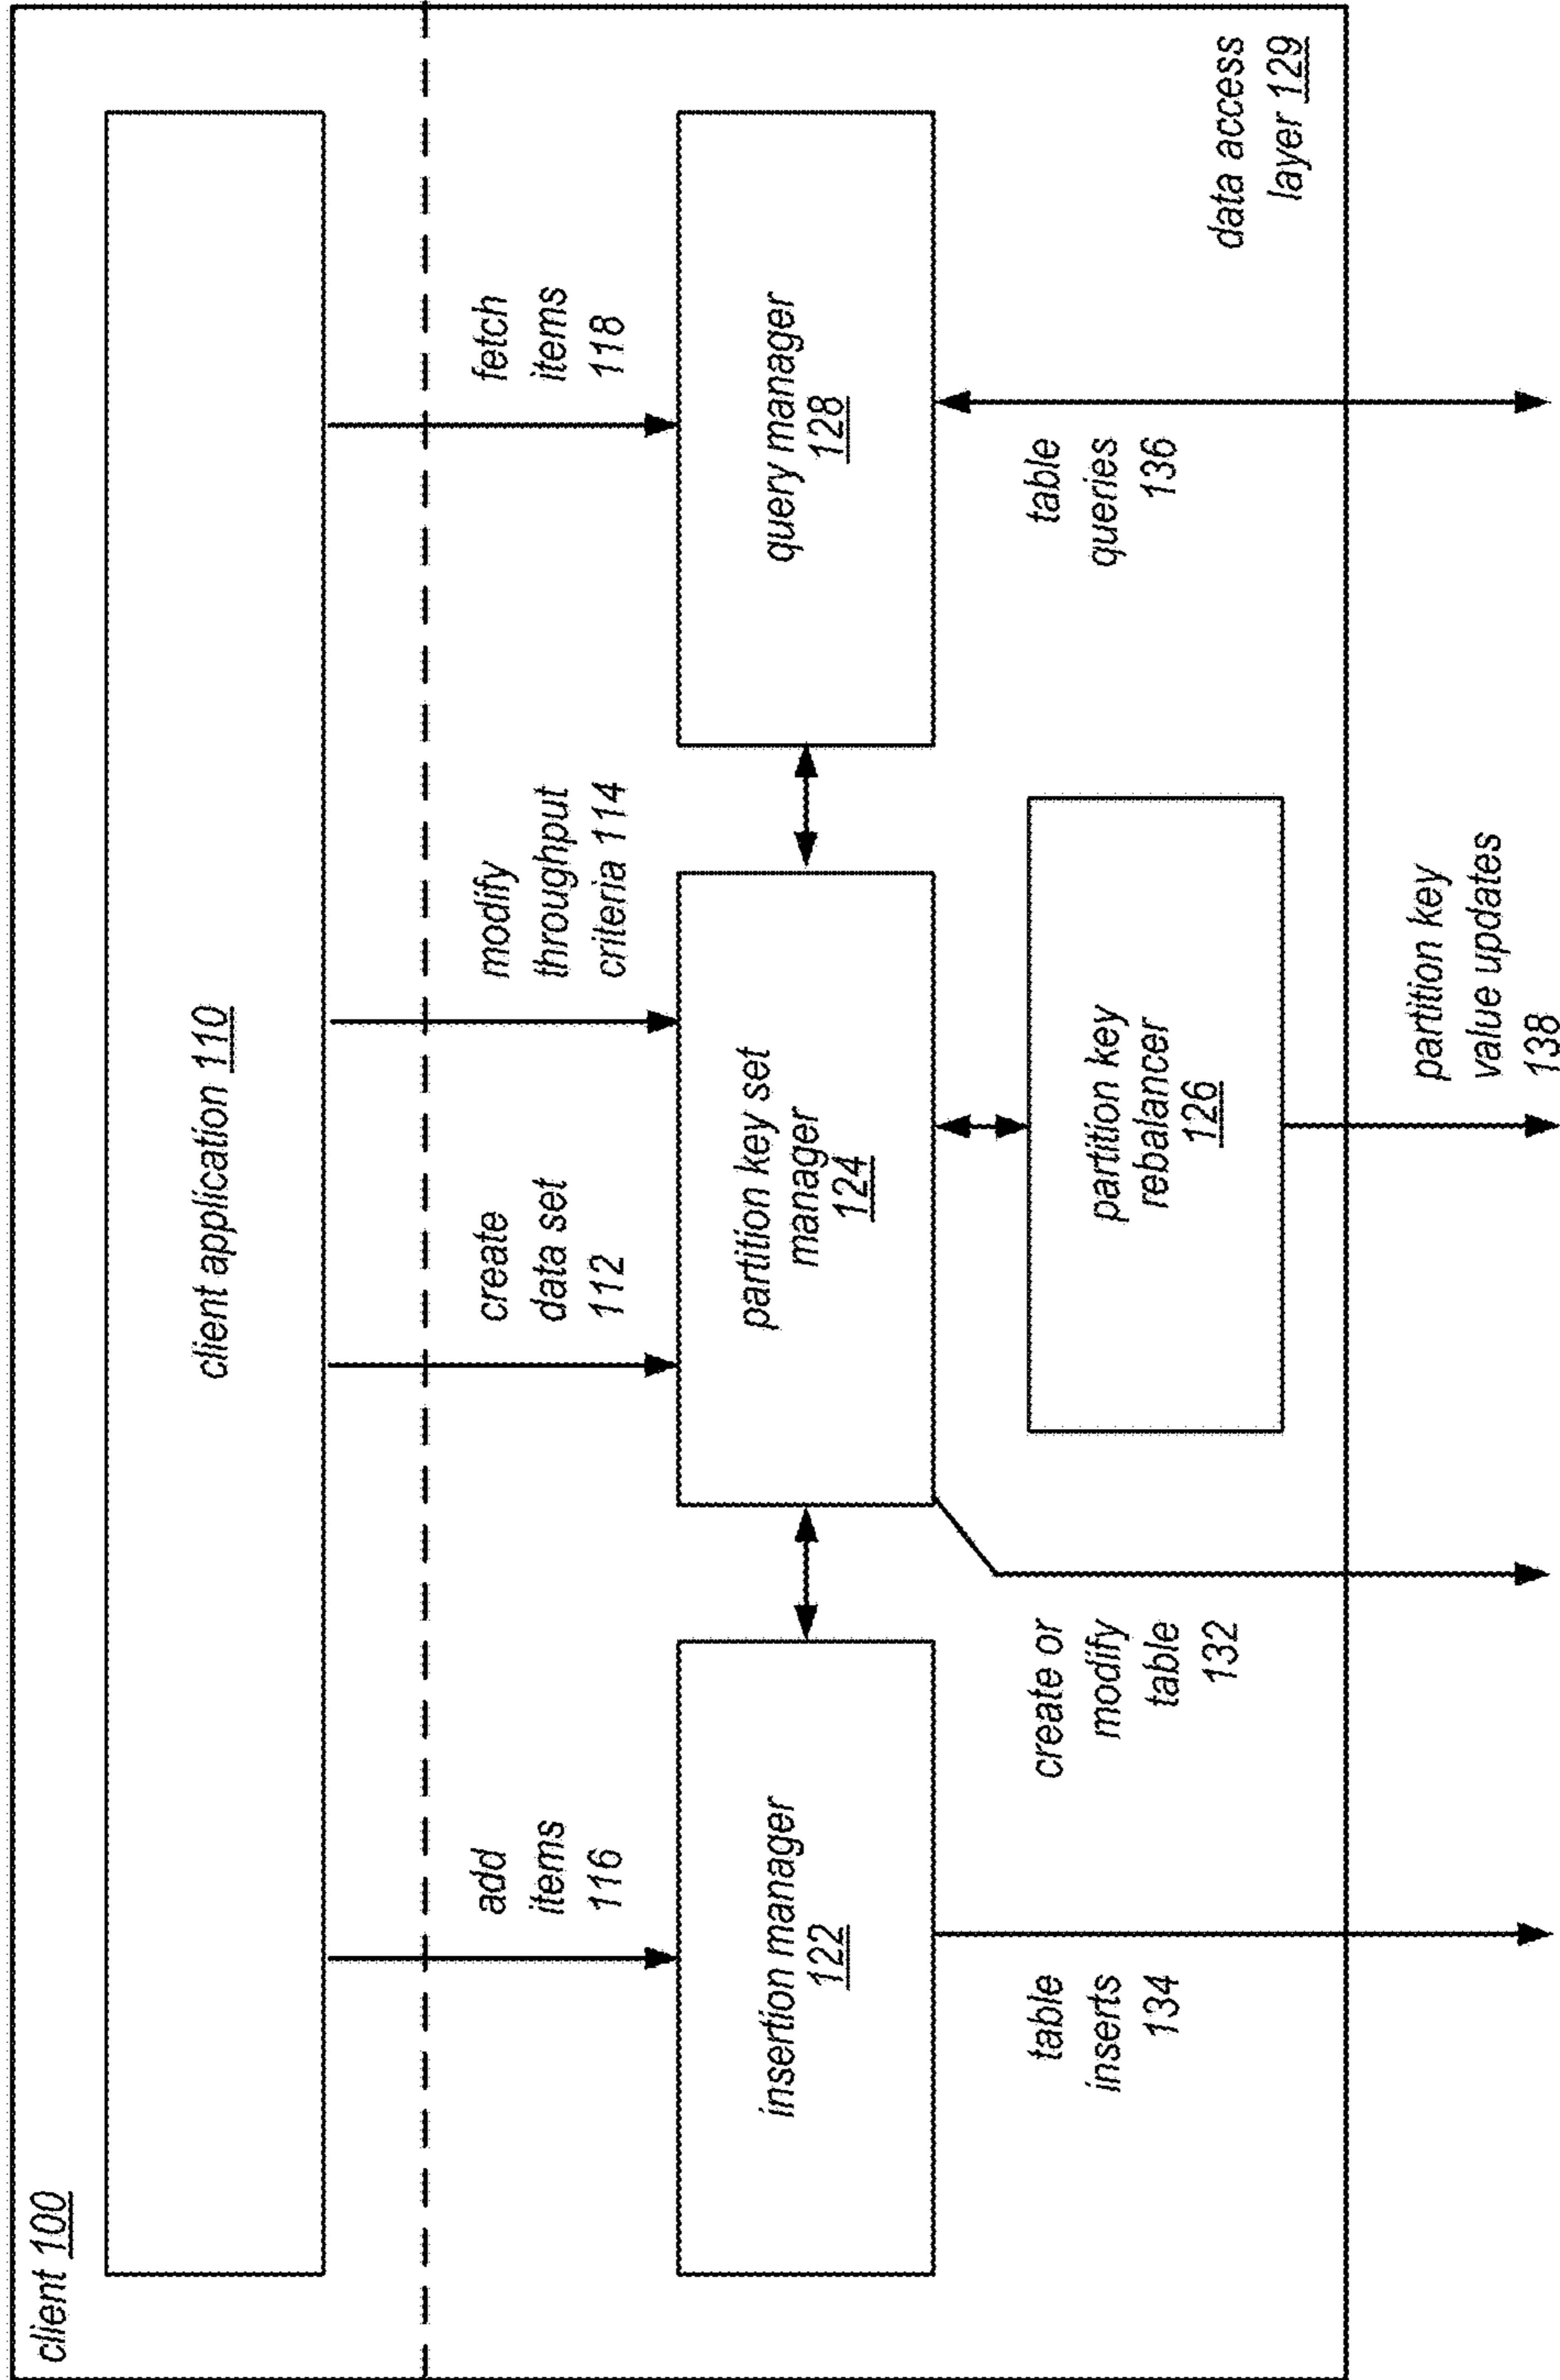 client 100
client application 110
add
items
116
create
data set
112
modify
throughput
criteria 114
fetch
items
118
insertion manager
122
partition key set
manager
124
query manager
128
table
inserts
134
create or
modify
table
132
partition key
rebalancer
126
table
queries
136
data access
layer 129
partition key
value updates
138